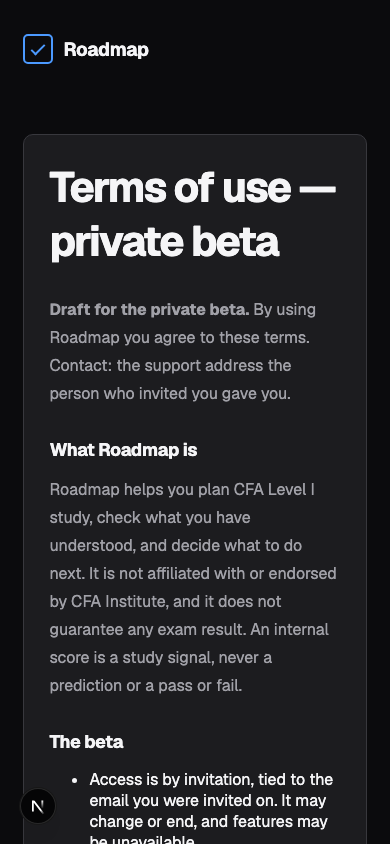 Roadmap
Terms of use —
private beta
Draft for the private beta. By using
Roadmap you agree to these terms.
Contact: the support address the
person who invited you gave you.
What Roadmap is
Roadmap helps you plan CFA Level I
study, check what you have
understood, and decide what to do
next. It is not affiliated with or endorsed
by CFA Institute, and it does not
guarantee any exam result. An internal
score is a study signal, never a
prediction or a pass or fail.
The beta
• Access is by invitation, tied to the
email you were invited on. It may
change or end, and features may
be unavailable.
N